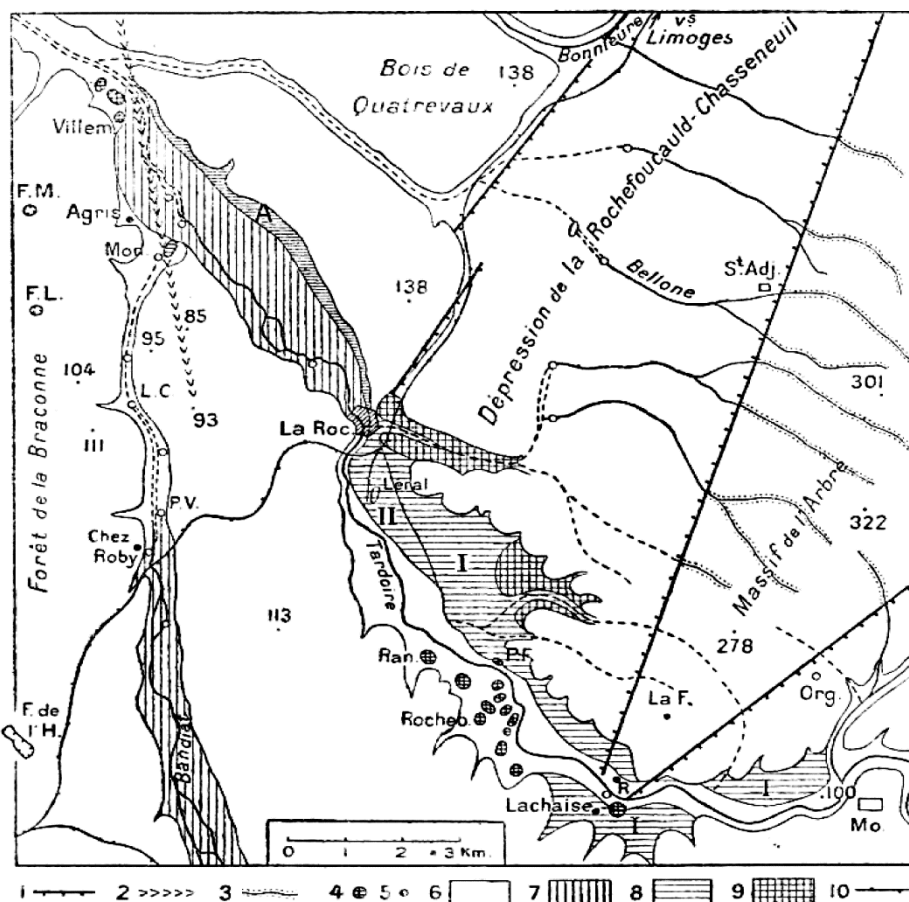 Bonnieure
vs
Limoges
Bois de
Quatrevaux
138
Villem.
Dépression de la Rochefoucauld-Chasseneuil
F.M.
Agris
A
Mon.
Bellone
St Adj.
F.L.
138
85
95
104
L.C.
93
301
111
La Roc.
Forêt de la Braconne
P.V.
Léral
II
322
Chez
Roby
Tardoire
I
Massif de l'Arbre
113
278
Ran.
P.F.
Org.
La F.
Rocheb.
F. de
l'H.
Bandiat
R
Lachaise
I
I
100
Mo.
0 1 2 3 Km.
1 2 3 4 5 6 7 8 9 10